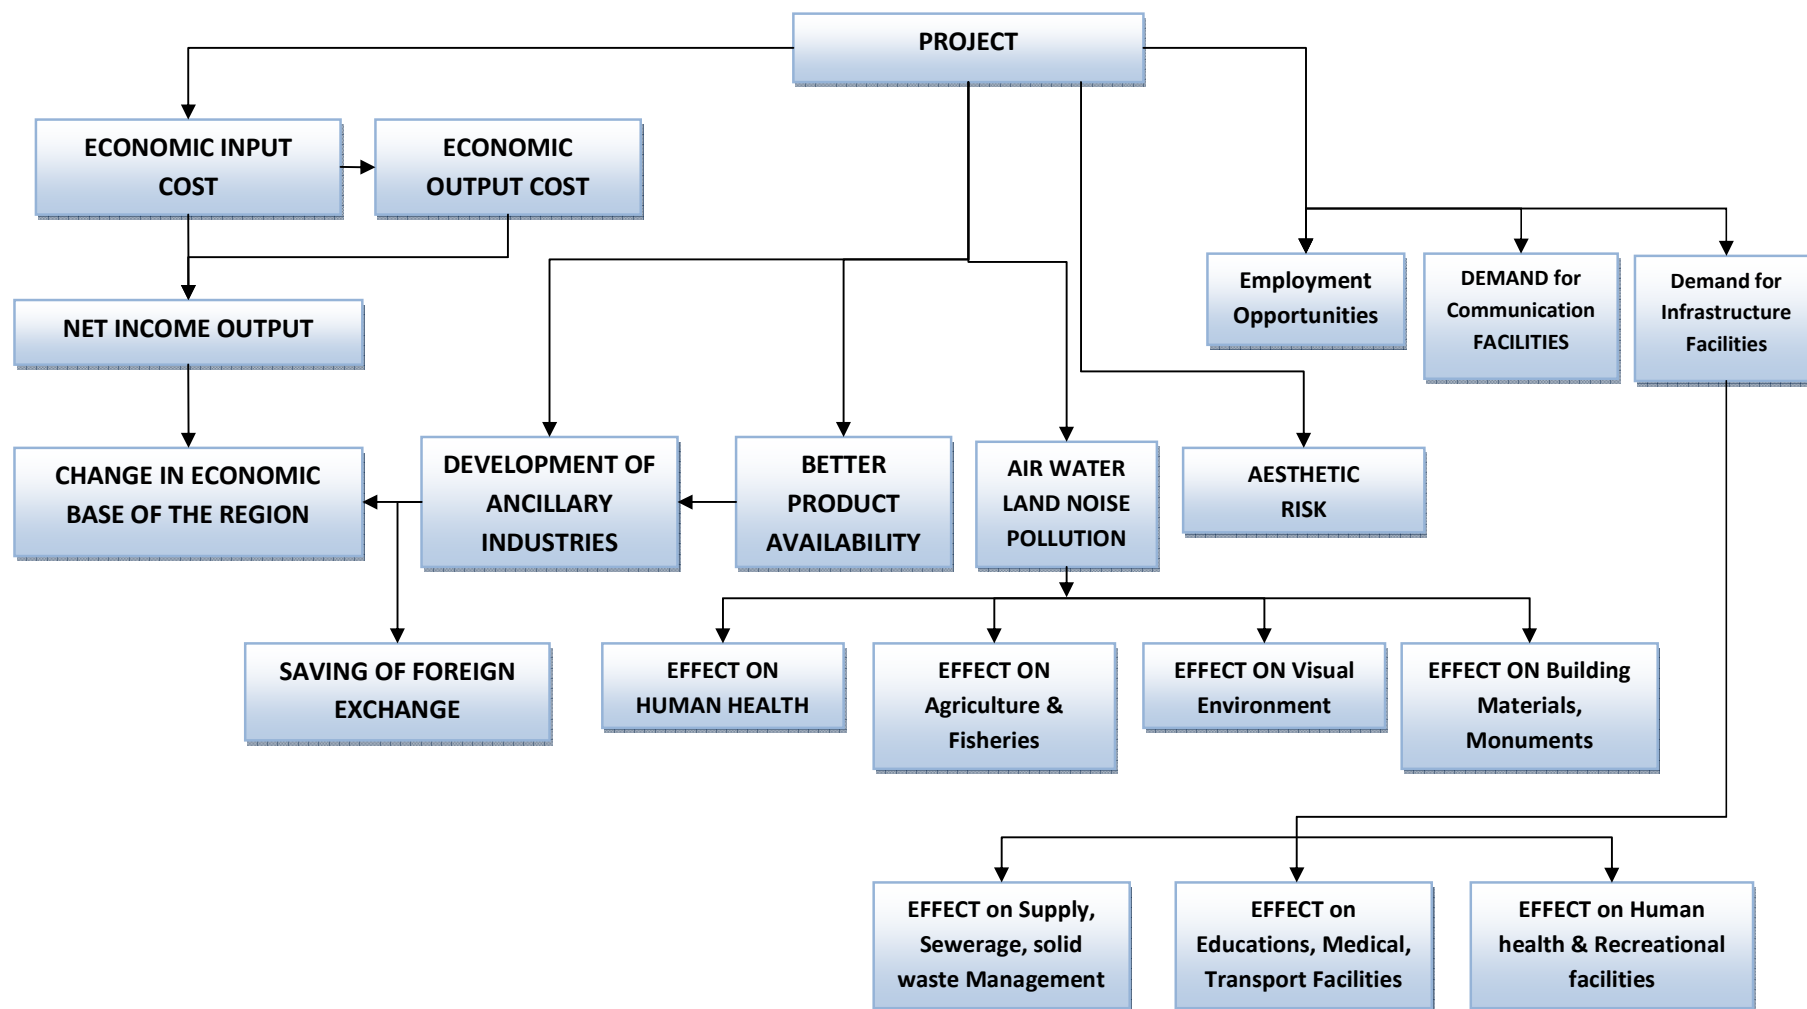 PROJECT
ECONOMIC INPUT
COST
ECONOMIC
OUTPUT COST
NET INCOME OUTPUT
Employment
Opportunities
DEMAND for
Communication
FACILITIES
Demand for
Infrastructure
Facilities
CHANGE IN ECONOMIC
BASE OF THE REGION
DEVELOPMENT OF
ANCILLARY
INDUSTRIES
BETTER
PRODUCT
AVAILABILITY
AIR WATER
LAND NOISE
POLLUTION
AESTHETIC
RISK
SAVING OF FOREIGN
EXCHANGE
EFFECT ON
HUMAN HEALTH
EFFECT ON
Agriculture &
Fisheries
EFFECT ON Visual
Environment
EFFECT ON Building
Materials,
Monuments
EFFECT on Supply,
Sewerage, solid
waste Management
EFFECT on
Educations, Medical,
Transport Facilities
EFFECT on Human
health & Recreational
facilities